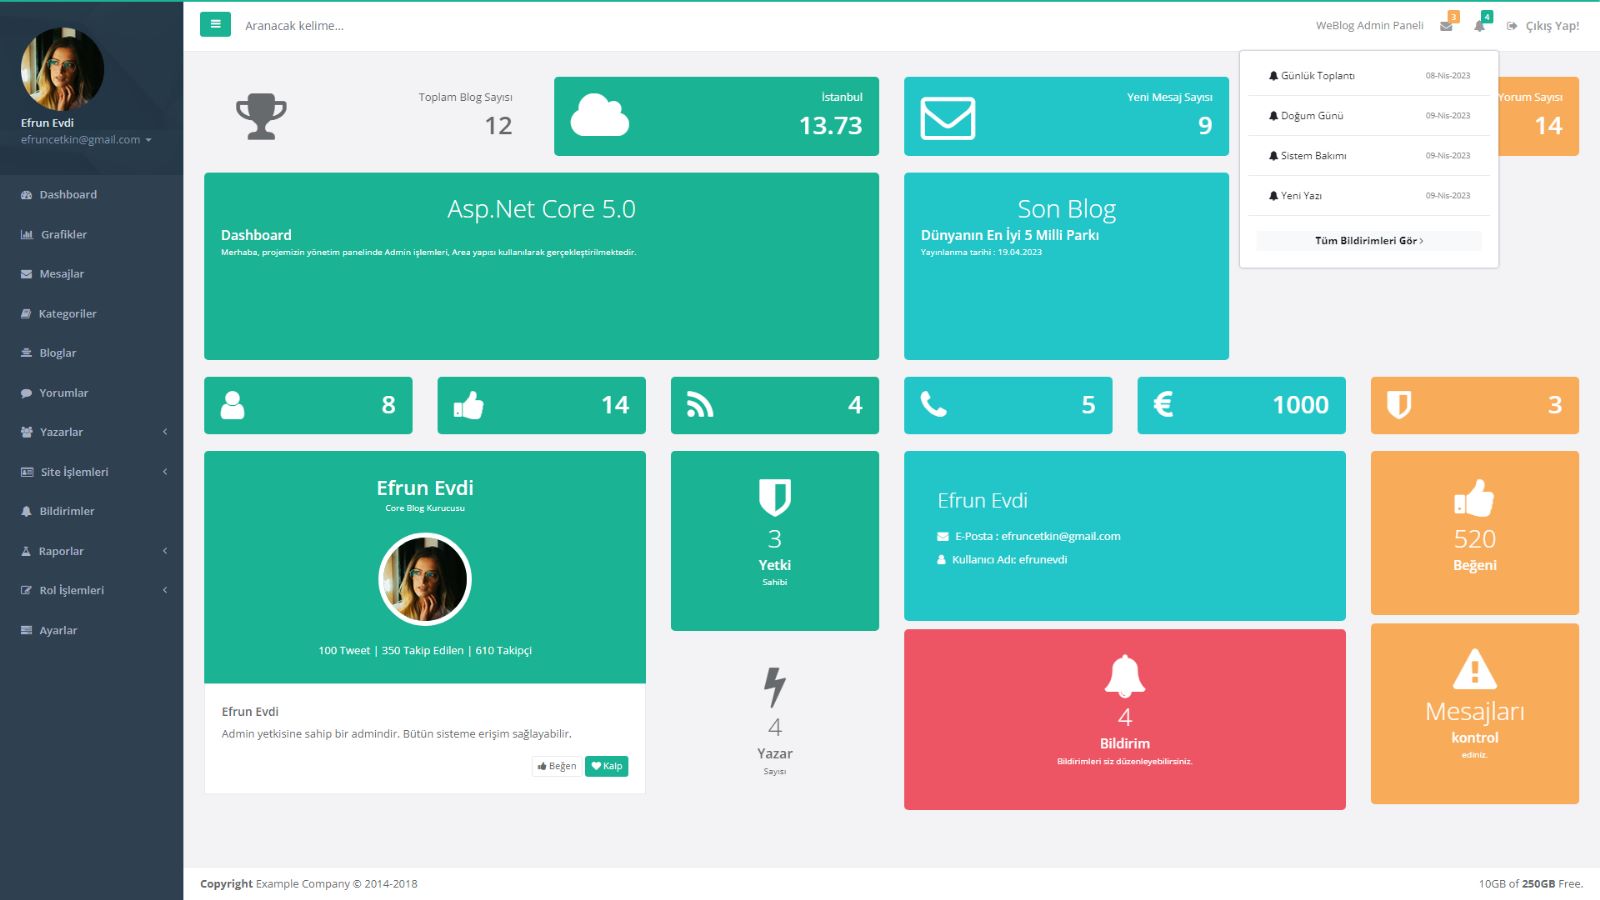 Efrun Evdi
efruncetkin@gmail.com
Dashboard
Grafikler
Mesajlar
Kategoriler
Bloglar
Yorumlar
Yazarlar
Site İşlemleri
Bildirimler
Raporlar
Rol İşlemleri
Ayarlar
Aranacak kelime...
WeBlog Admin Paneli
3
4
Çıkış Yap!
Günlük Toplantı 08-Nis-2023
Doğum Günü 09-Nis-2023
Sistem Bakımı 09-Nis-2023
Yeni Yazı 09-Nis-2023
Tüm Bildirimleri Gör
Toplam Blog Sayısı
12
İstanbul
13.73
Yeni Mesaj Sayısı
9
Yorum Sayısı
14
Asp.Net Core 5.0
Dashboard
Merhaba, projemizin yönetim panelinde Admin işlemleri, Area yapısı kullanılarak gerçekleştirilmektedir.
Son Blog
Dünyanın En İyi 5 Milli Parkı
Yayınlanma tarihi : 19.04.2023
8
14
4
5
1000
3
Efrun Evdi
Core Blog Kurucusu
100 Tweet | 350 Takip Edilen | 610 Takipçi
Efrun Evdi
Admin yetkisine sahip bir admindir. Bütün sisteme erişim sağlayabilir.
Beğen
Kalp
3
Yetki
Sahibi
4
Yazar
Sayısı
Efrun Evdi
E-Posta : efruncetkin@gmail.com
Kullanıcı Adı: efrunevdi
4
Bildirim
Bildirimleri siz düzenleyebilirsiniz.
520
Beğeni
Mesajları
kontrol
ediniz.
Copyright Example Company © 2014-2018
10GB of 250GB Free.